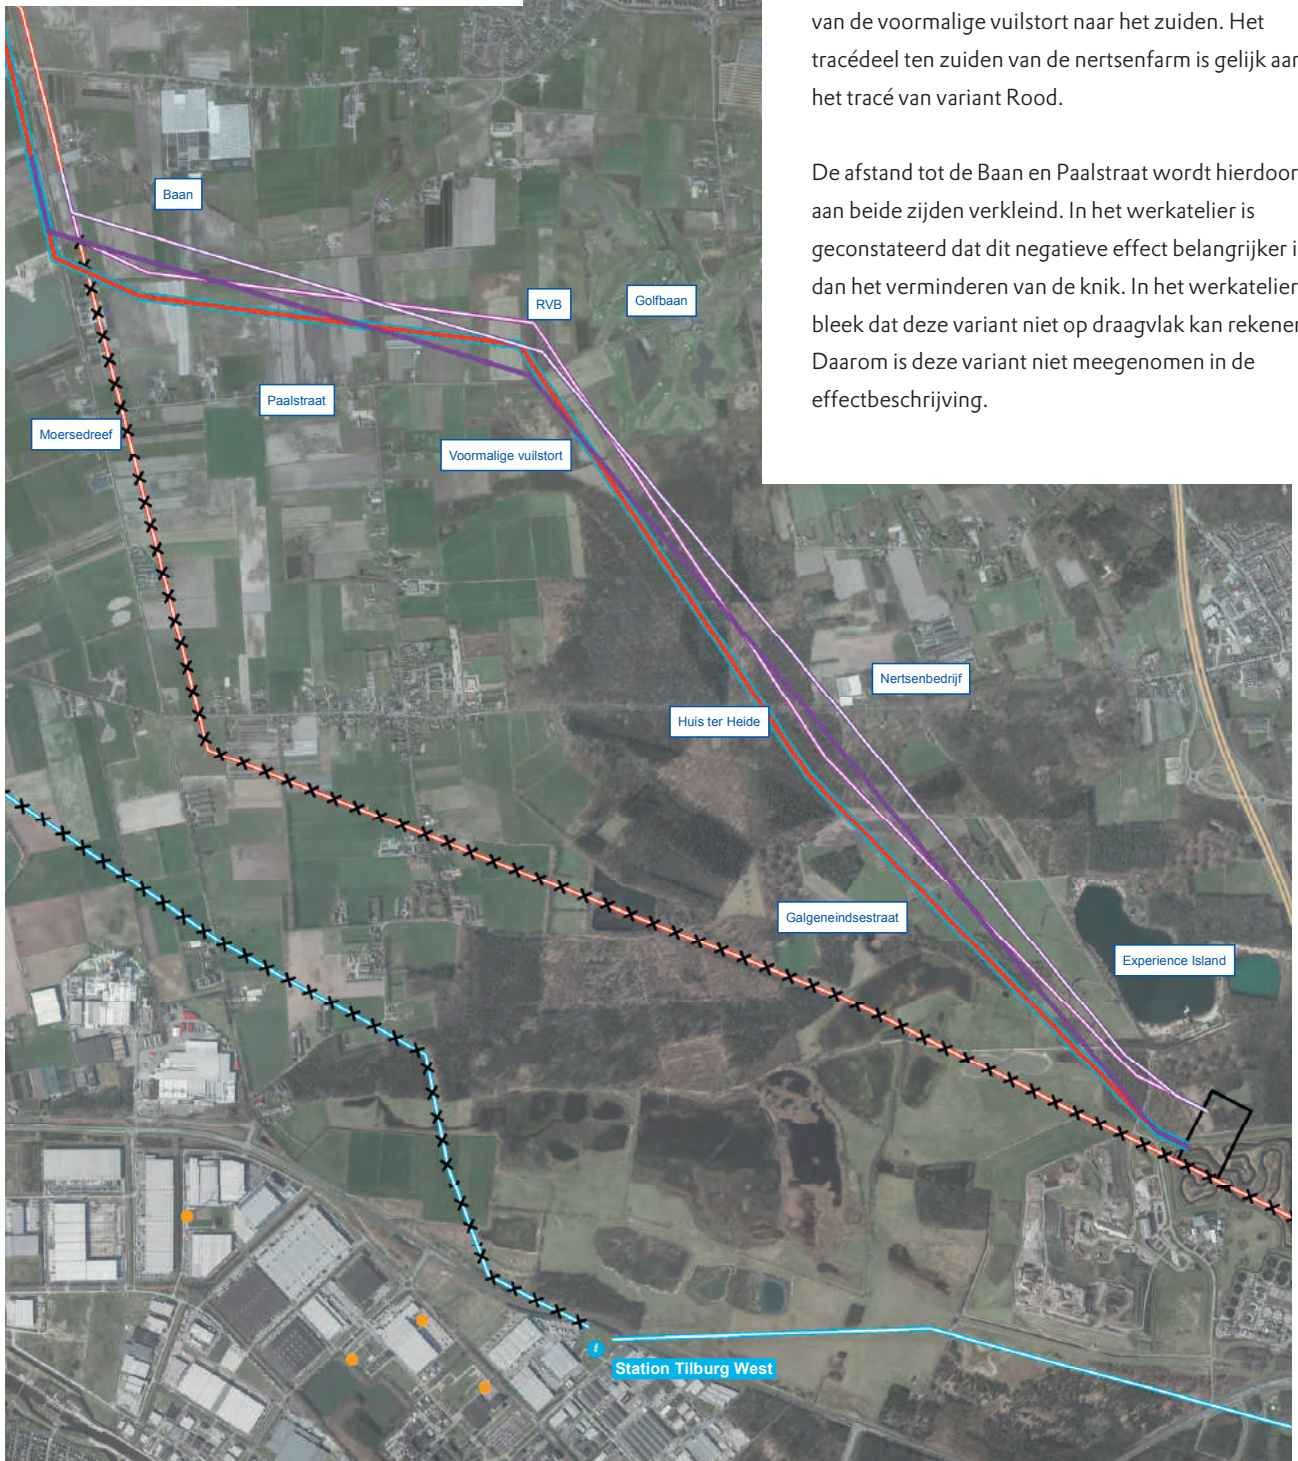 van de voormalige vuilstort naar het zuiden. Het
tracédeel ten zuiden van de nertsenfarm is gelijk aan
het tracé van variant Rood.
De afstand tot de Baan en Paalstraat wordt hierdoor
aan beide zijden verkleind. In het werkatelier is
geconstateerd dat dit negatieve effect belangrijker i
dan het verminderen van de knik. In het werkatelier
bleek dat deze variant niet op draagvlak kan rekenen
Daarom is deze variant niet meegenomen in de
effectbeschrijving.
Baan
RVB
Golfbaan
Paalstraat
Moersedreef
Voormalige vuilstort
Nertsenbedrijf
Huis ter Heide
Galgeneindsestraat
Experience Island
Station Tilburg West